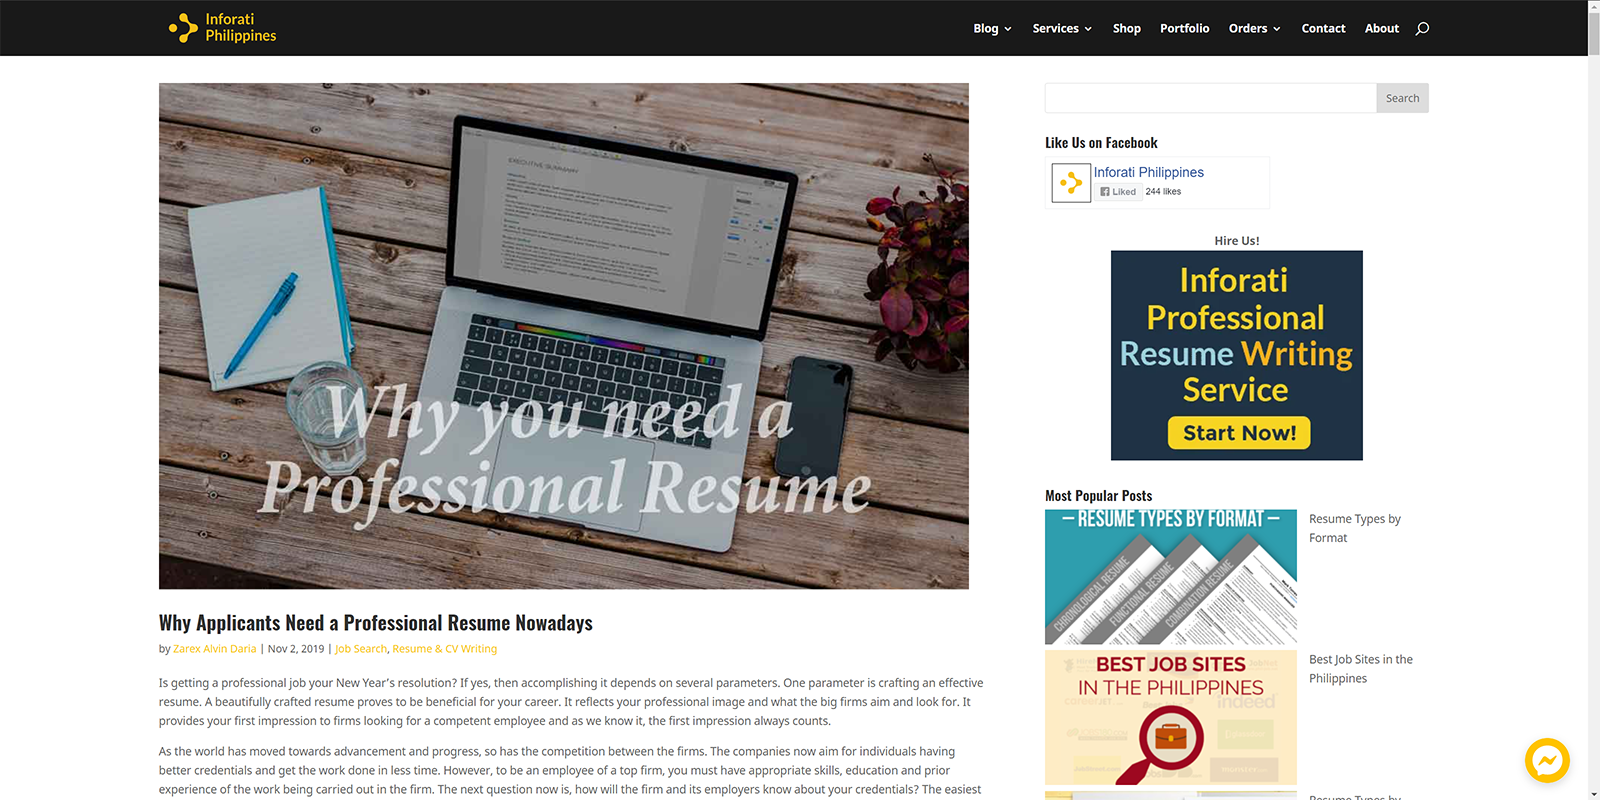 Inforati
Philippines
Blog
Services
Shop
Portfolio
Orders
Contact
About
EXECUTIVE SUMMARY
Why you need a
Professional Resume
Why Applicants Need a Professional Resume Nowadays
by Zarex Alvin Daria | Nov 2, 2019 | Job Search, Resume & CV Writing
Is getting a professional job your New Year’s resolution? If yes, then accomplishing it depends on several parameters. One parameter is crafting an effective
resume. A beautifully crafted resume proves to be beneficial for your career. It reflects your professional image and what the big firms aim and look for. It
provides your first impression to firms looking for a competent employee and as we know it, the first impression always counts.
As the world has moved towards advancement and progress, so has the competition between the firms. The companies now aim for individuals having
better credentials and get the work done in less time. However, to be an employee of a top firm, you must have appropriate skills, education and prior
experience of the work being carried out in the firm. The next question now is, how will the firm and its employers know about your credentials? The easiest
Search
Like Us on Facebook
Inforati Philippines
Liked
244 likes
Hire Us!
Inforati
Professional
Resume Writing
Service
Start Now!
Most Popular Posts
— RESUME TYPES BY FORMAT —
CHRONOLOGICAL RESUME
FUNCTIONAL RESUME
COMBINATION RESUME
Resume Types by
Format
BEST JOB SITES
IN THE PHILIPPINES
indeed
Best Job Sites in the
Philippines
Resume Types by